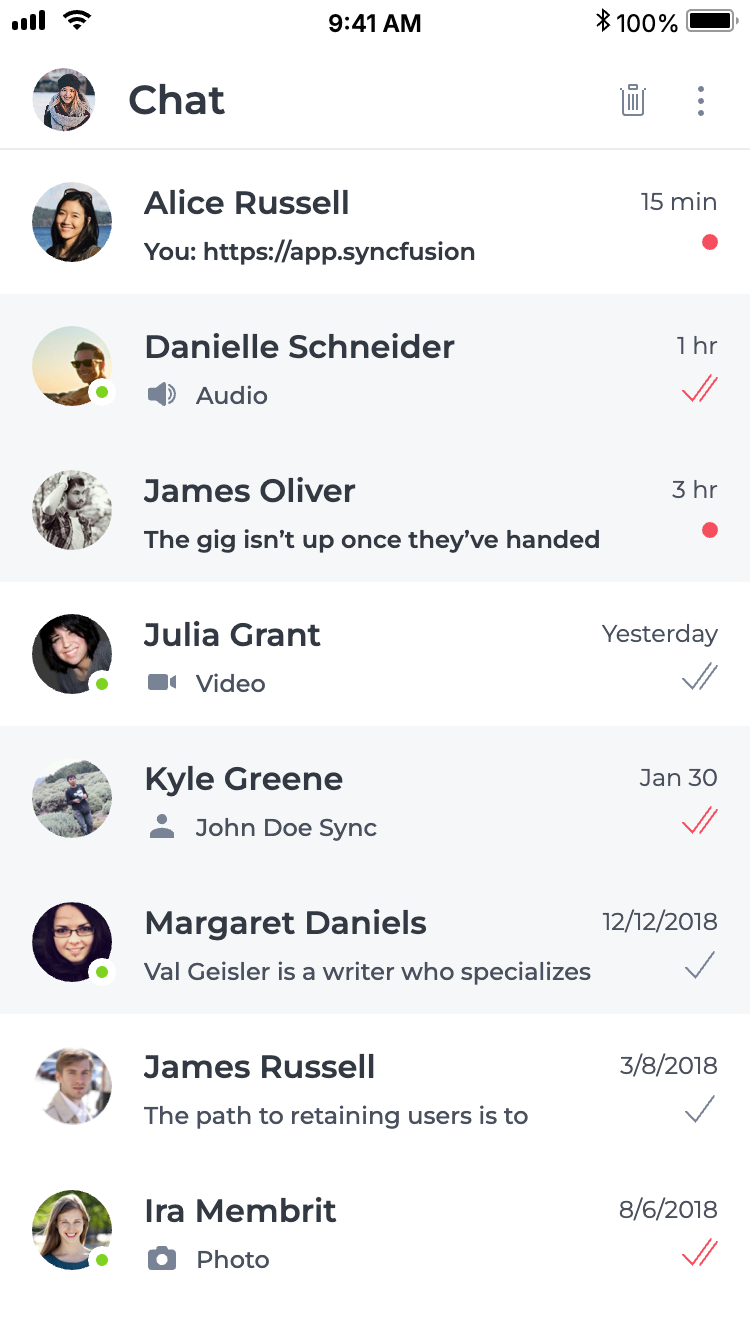 9:41 AM
100%
Chat
Alice Russell
15 min
You: https://app.syncfusion
Danielle Schneider
1 hr
Audio
James Oliver
3 hr
The gig isn’t up once they’ve handed
Julia Grant
Yesterday
Video
Kyle Greene
Jan 30
John Doe Sync
Margaret Daniels
12/12/2018
Val Geisler is a writer who specializes
James Russell
3/8/2018
The path to retaining users is to
Ira Membrit
8/6/2018
Photo